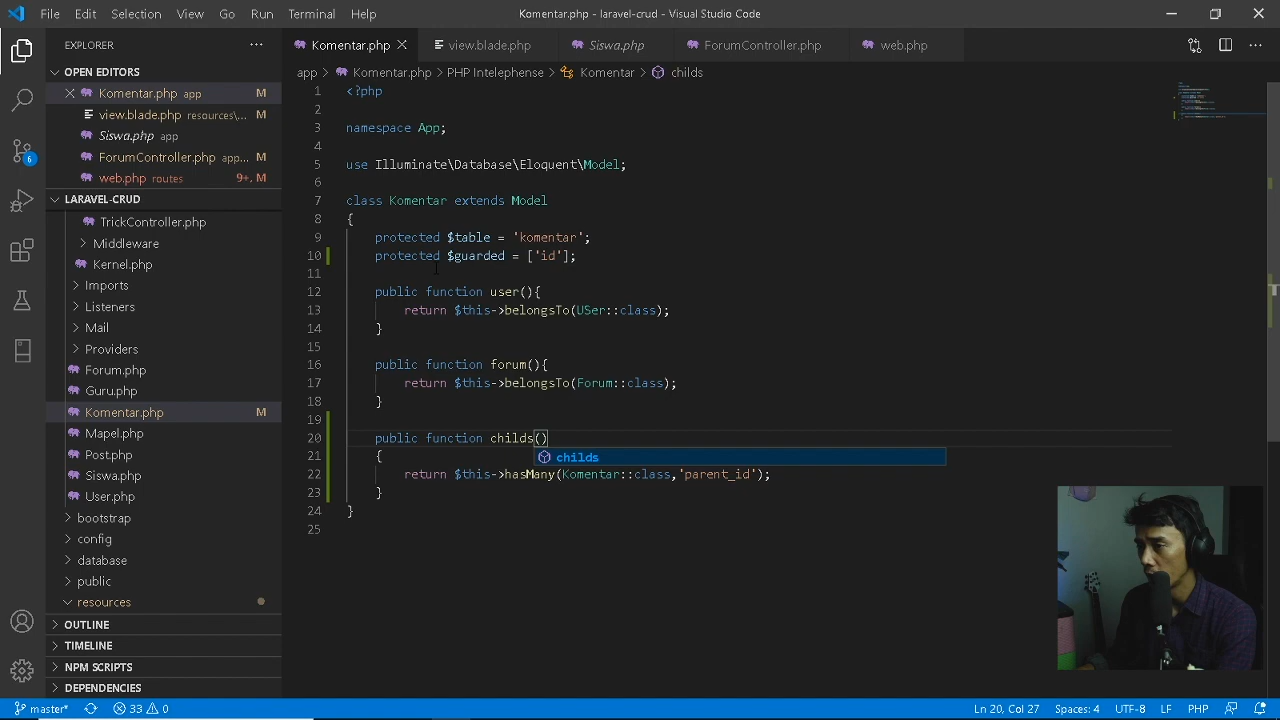 File Edit Selection View Go Run Terminal Help
Komentar.php - laravel-crud - Visual Studio Code
EXPLORER
OPEN EDITORS
Komentar.php app M
view.blade.php resources\... M
Siswa.php app
ForumController.php app... M
web.php routes 9+, M
LARAVEL-CRUD
TrickController.php
Middleware
Kernel.php
Imports
Listeners
Mail
Providers
Forum.php
Guru.php
Komentar.php M
Mapel.php
Post.php
Siswa.php
User.php
bootstrap
config
database
public
resources
OUTLINE
TIMELINE
NPM SCRIPTS
DEPENDENCIES
6
Komentar.php view.blade.php Siswa.php ForumController.php web.php
app > Komentar.php > PHP Intelephense > Komentar > childs
1 <?php
2
3 namespace App;
4
5 use Illuminate\Database\Eloquent\Model;
6
7 class Komentar extends Model
8 {
9 protected $table = 'komentar';
10 protected $guarded = ['id'];
11
12 public function user(){
13 return $this->belongsTo(USer::class);
14 }
15
16 public function forum(){
17 return $this->belongsTo(Forum::class);
18 }
19
20 public function childs()
21 {
childs
22 return $this->hasMany(Komentar::class,'parent_id');
23 }
24 }
25
master* 33 0 Ln 20, Col 27 Spaces: 4 UTF-8 LF PHP